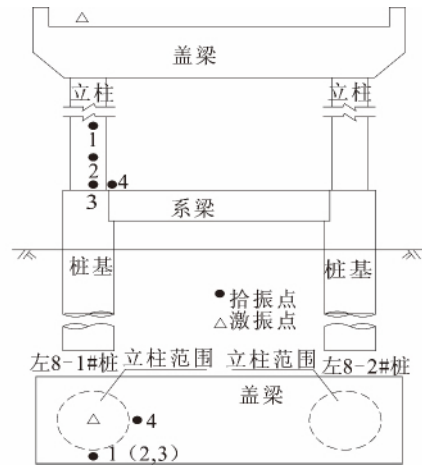 盖梁
立柱 立柱
1
2
4
3
系梁
桩基 桩基
拾振点
激振点
左8-1#桩 立柱范围 立柱范围 左8-2#桩
盖梁
4
1（2,3）